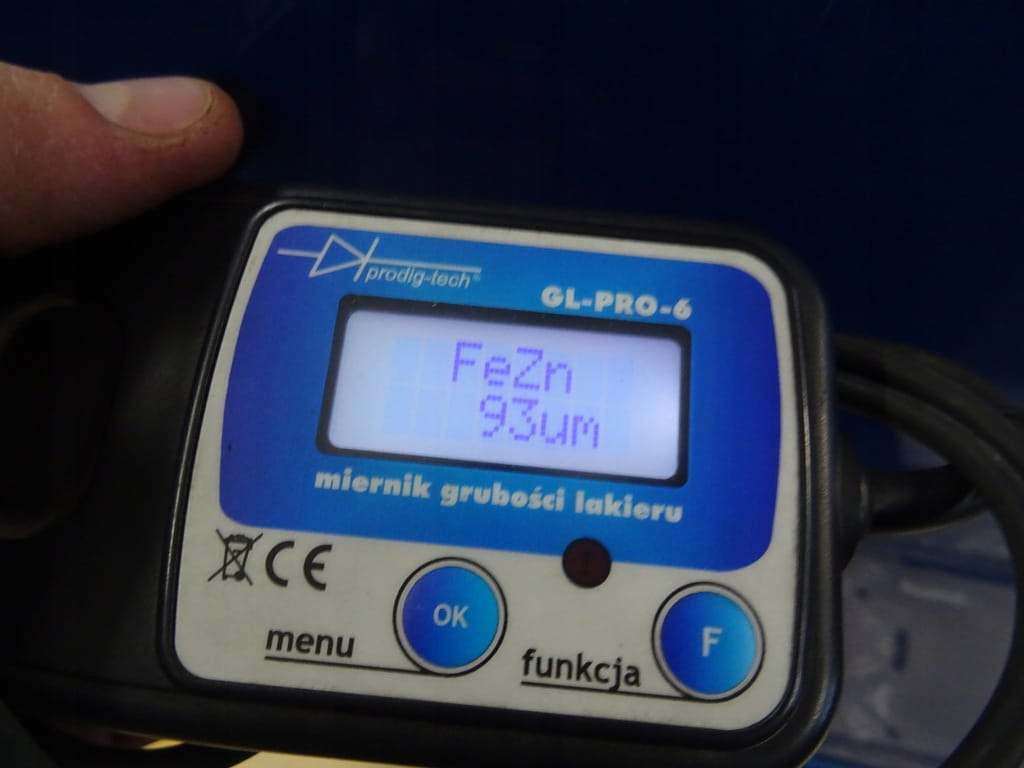 prodig-tech®
GL-PRO-6
FeZn
93um
miernik grubości lakieru
CE
OK
F
menu
funkcja